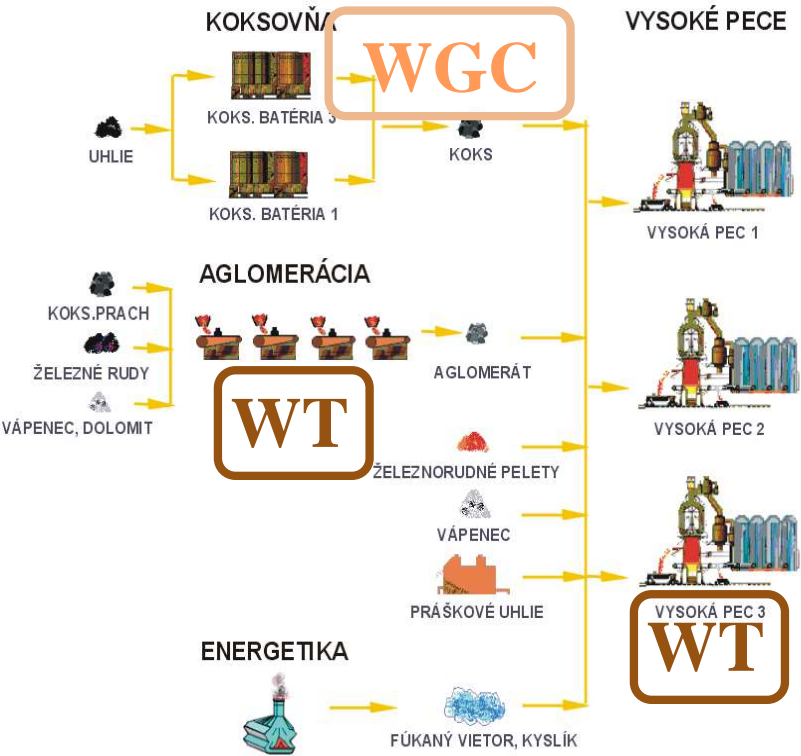 KOKSOVŇA
VYSOKÉ PECE
WGC
KOKS. BATÉRIA 3
UHLIE
KOKS
KOKS. BATÉRIA 1
VYSOKÁ PEC 1
AGLOMERÁCIA
KOKS.PRACH
ŽELEZNÉ RUDY
AGLOMERÁT
VÁPENEC, DOLOMIT
WT
VYSOKÁ PEC 2
ŽELEZNORUDNÉ PELETY
VÁPENEC
PRÁŠKOVÉ UHLIE
VYSOKÁ PEC 3
WT
ENERGETIKA
FÚKANÝ VIETOR, KYSLÍK